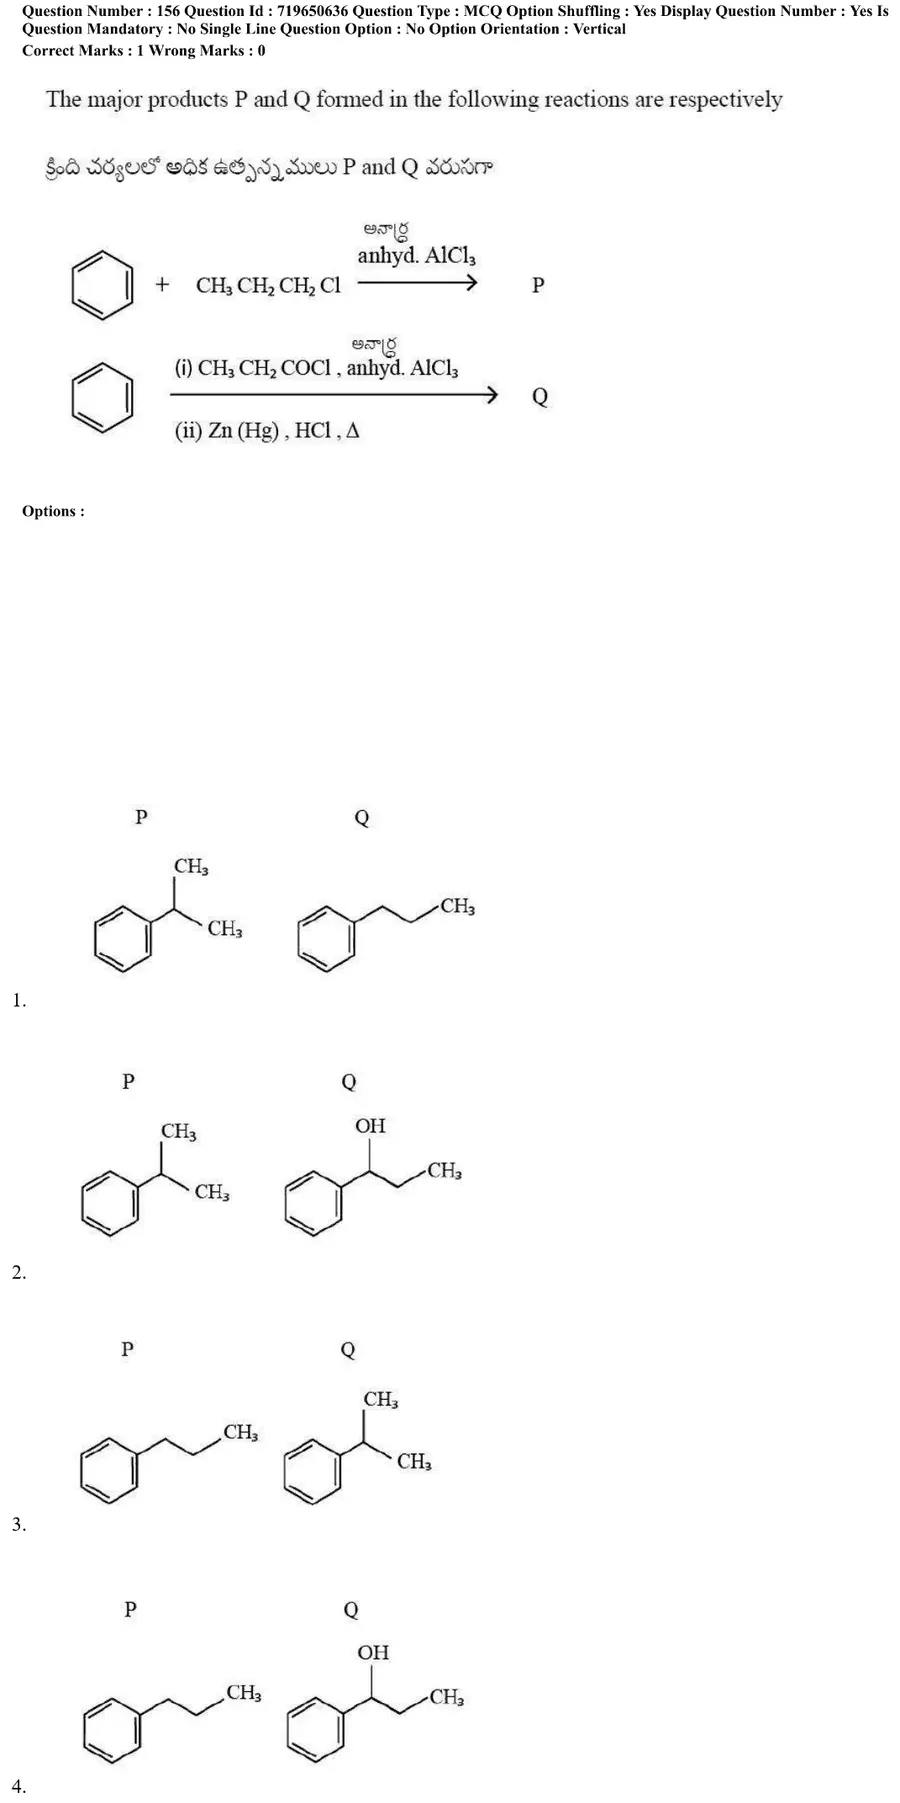 Question Number : 156 Question Id : 719650636 Question Type : MCQ Option Shuffling : Yes Display Question Number : Yes Is
Question Mandatory : No Single Line Question Option : No Option Orientation : Vertical
Correct Marks : 1 Wrong Marks : 0
The major products P and Q formed in the following reactions are respectively
క్రింది చర్యలలో అధిక ఉత్పన్నములు P and Q వరుసగా
అనార్ద్ర
anhyd. AlCl₃
+ CH₃ CH₂ CH₂ Cl P
అనార్ద్ర
(i) CH₃ CH₂ COCl , anhyd. AlCl₃
Q
(ii) Zn (Hg) , HCl , Δ
Options :
P Q
CH₃
CH₃ CH₃
1.
P Q
CH₃ OH
CH₃ CH₃
2.
P Q
CH₃
CH₃ CH₃
3.
P Q
OH
CH₃ CH₃
4.